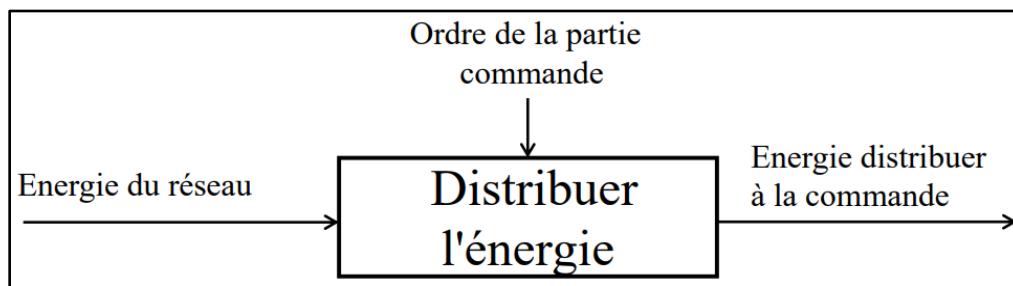 Ordre de la partie
commande
Energie du réseau
Distribuer
l'énergie
Energie distribuer
à la commande